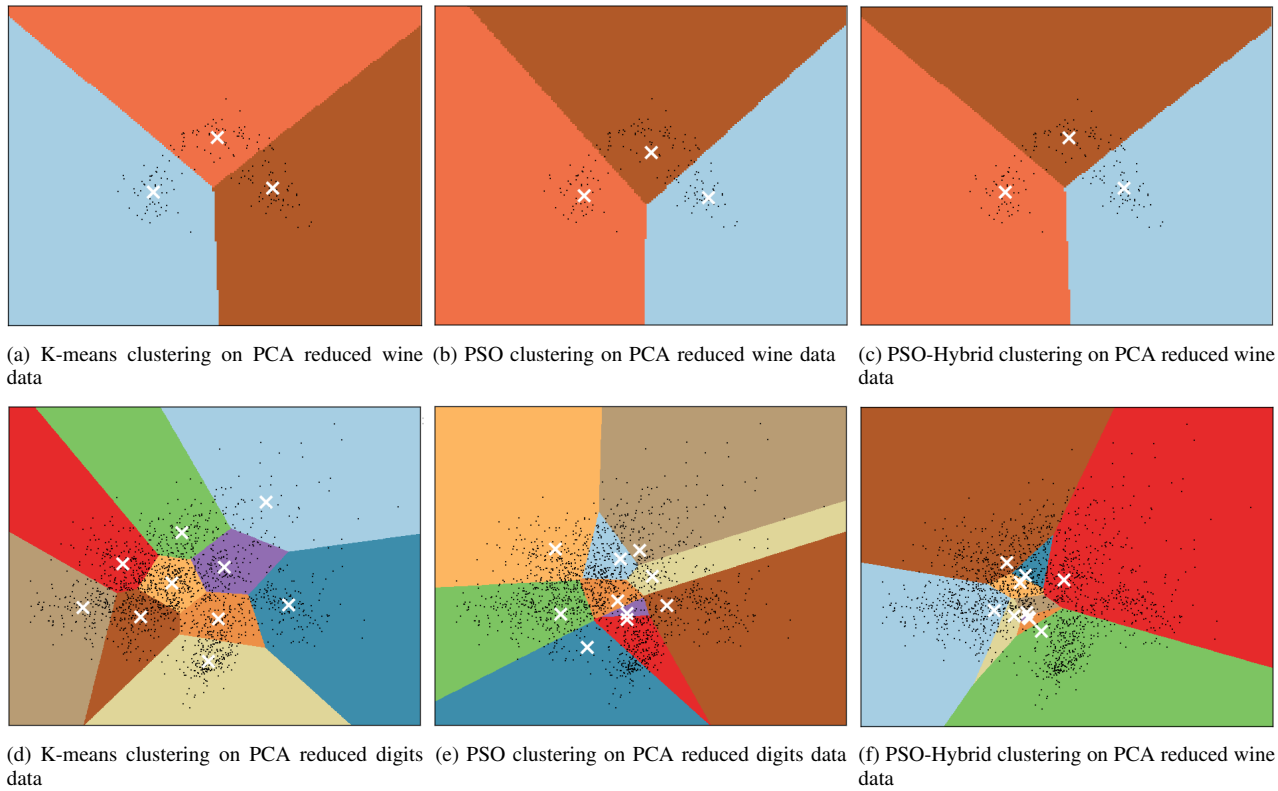 (a) K-means clustering on PCA reduced wine data
(b) PSO clustering on PCA reduced wine data
(c) PSO-Hybrid clustering on PCA reduced wine data
(d) K-means clustering on PCA reduced digits data
(e) PSO clustering on PCA reduced digits data
(f) PSO-Hybrid clustering on PCA reduced wine data